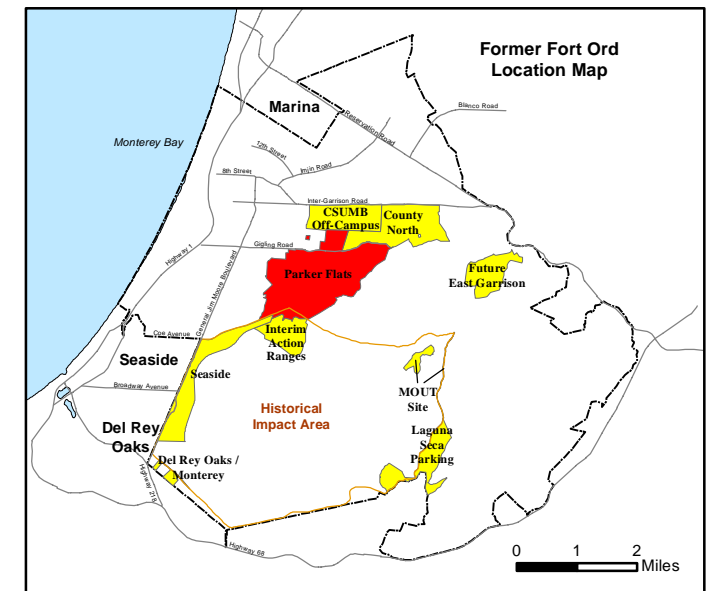 Former Fort Ord
Location Map
Marina
Blanco Road
Reservation Road
Monterey Bay
12th Street
8th Street
Imjin Road
Inter-Garrison Road
CSUMB
Off-Campus
County
North
Gigling Road
Highway 1
General Jim Moore Boulevard
Parker Flats
Future
East Garrison
Coe Avenue
Interim
Action
Ranges
Seaside
Seaside
Broadway Avenue
MOUT
Site
Historical
Impact Area
Del Rey
Oaks
Laguna
Seca
Parking
Del Rey Oaks /
Monterey
Highway 218
Highway 68
0 1 2
Miles